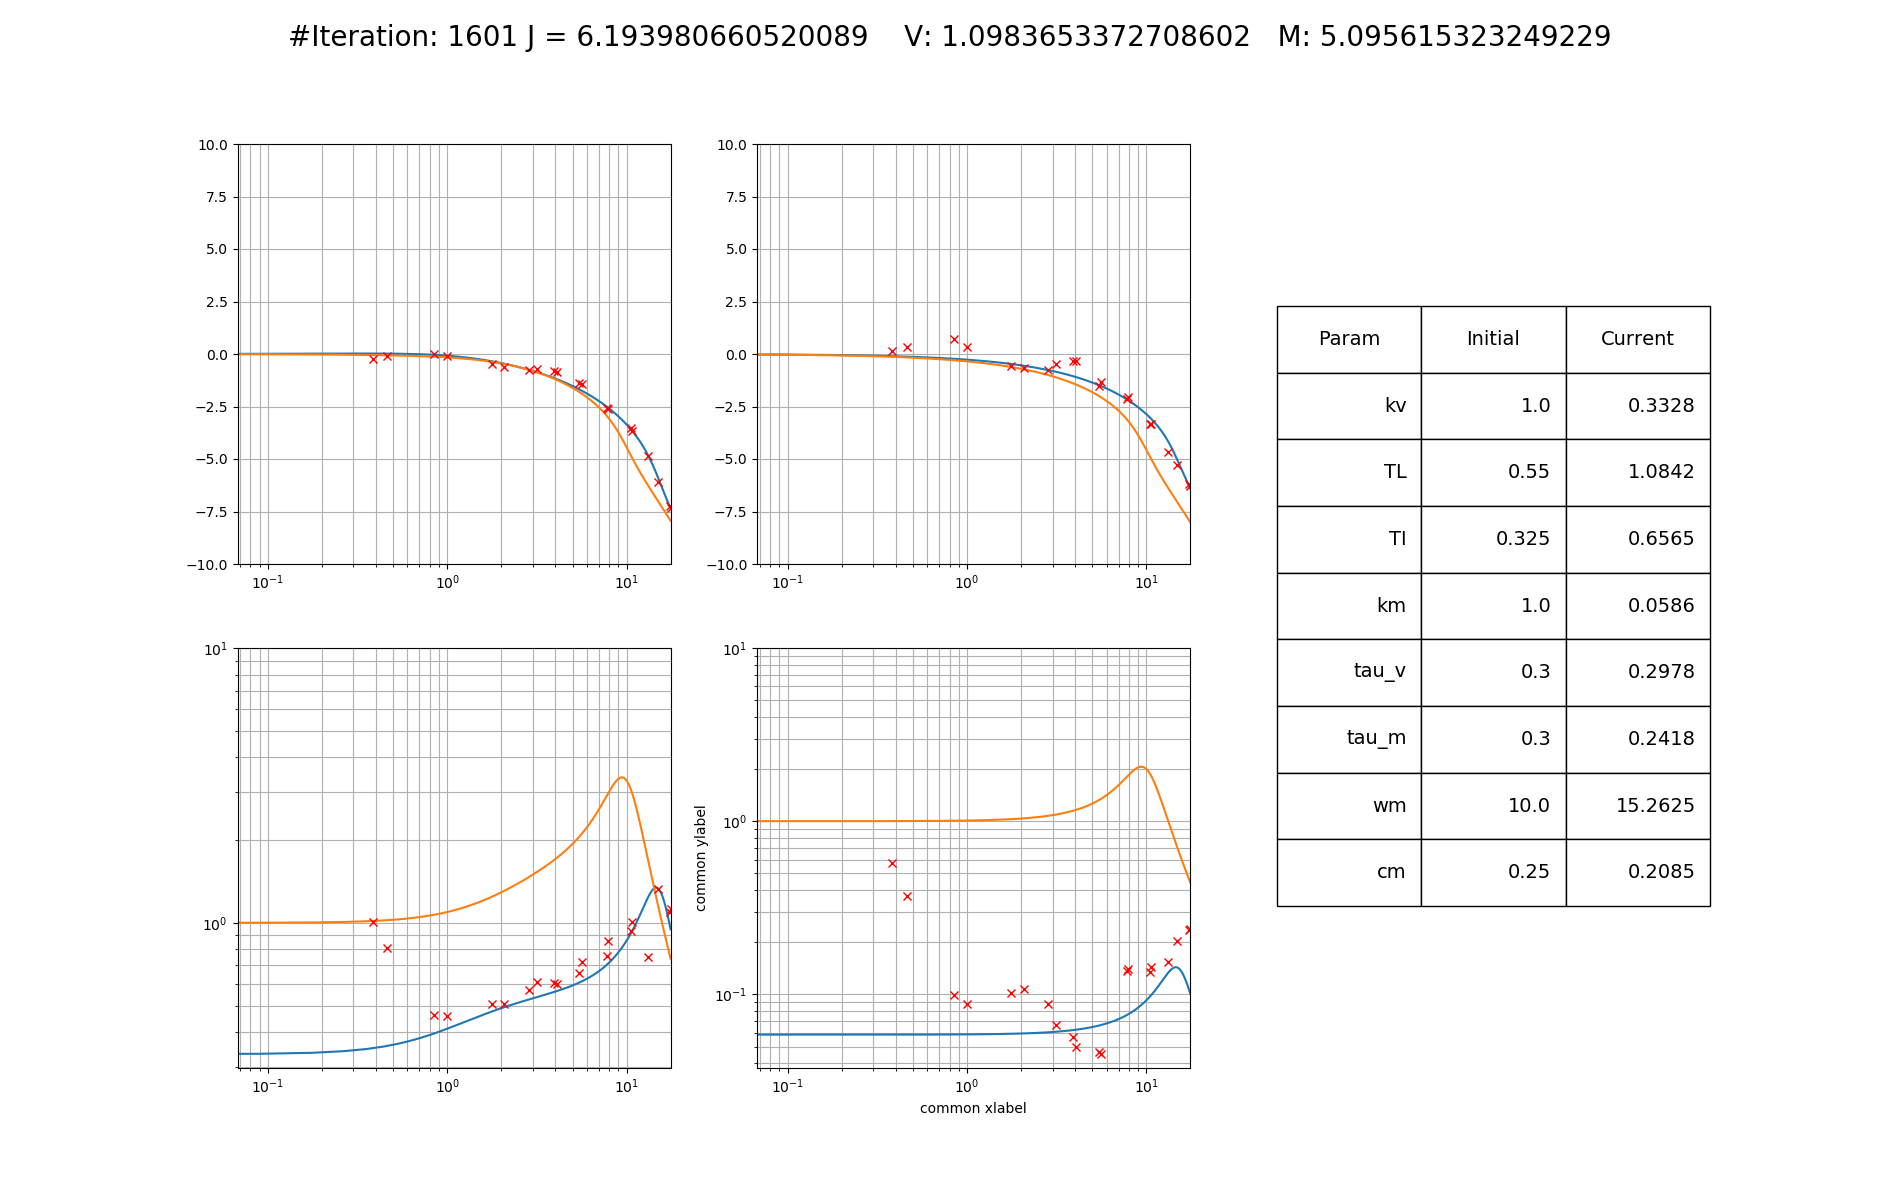 #Iteration: 1601 J = 6.193980660520089 V: 1.0983653372708602 M: 5.095615323249229
10.0
7.5
5.0
2.5
0.0
−2.5
−5.0
−7.5
−10.0
10⁻¹ 10⁰ 10¹
10.0
7.5
5.0
2.5
0.0
−2.5
−5.0
−7.5
−10.0
10⁻¹ 10⁰ 10¹
10¹
10⁰
10⁻¹ 10⁰ 10¹
common ylabel
10¹
10⁰
10⁻¹
10⁻¹ 10⁰ 10¹
common xlabel
Param Initial Current
kv 1.0 0.3328
TL 0.55 1.0842
TI 0.325 0.6565
km 1.0 0.0586
tau_v 0.3 0.2978
tau_m 0.3 0.2418
wm 10.0 15.2625
cm 0.25 0.2085